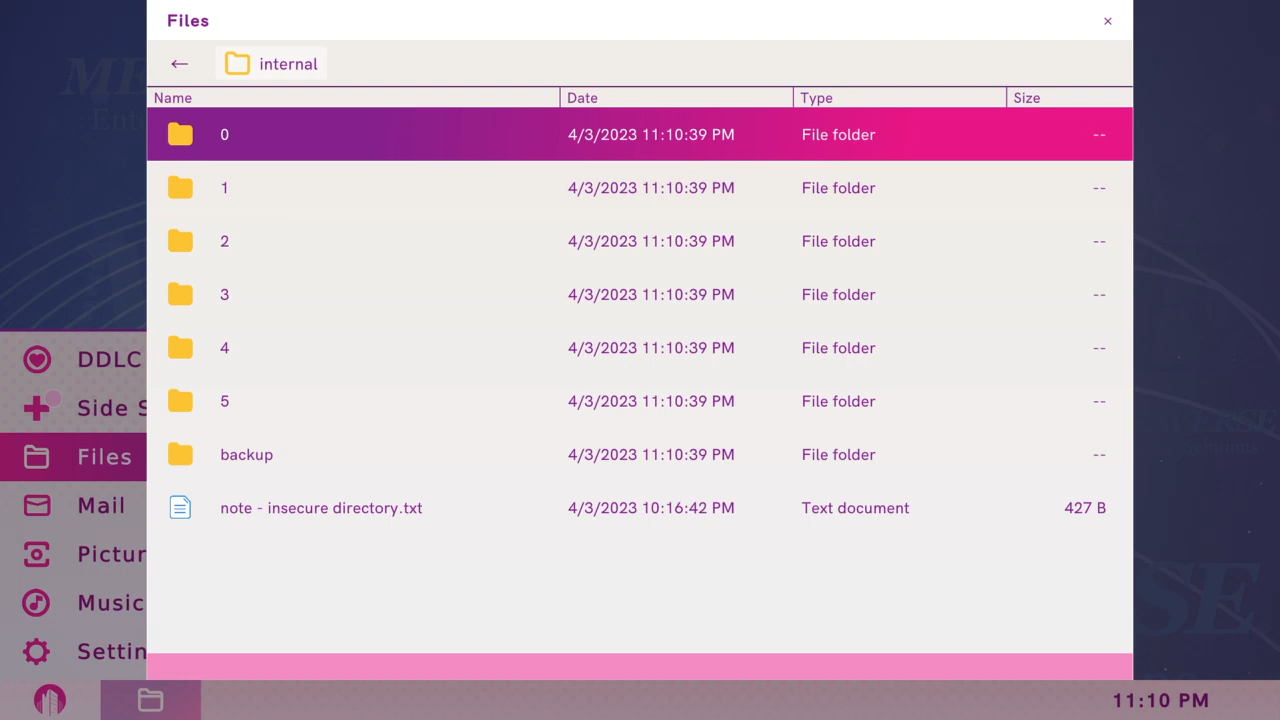 Files ×
← internal
Name Date Type Size
0 4/3/2023 11:10:39 PM File folder --
1 4/3/2023 11:10:39 PM File folder --
2 4/3/2023 11:10:39 PM File folder --
3 4/3/2023 11:10:39 PM File folder --
4 4/3/2023 11:10:39 PM File folder --
5 4/3/2023 11:10:39 PM File folder --
backup 4/3/2023 11:10:39 PM File folder --
note - insecure directory.txt 4/3/2023 10:16:42 PM Text document 427 B
DDLC
Side S
Files
Mail
Pictur
Music
Settin
11:10 PM